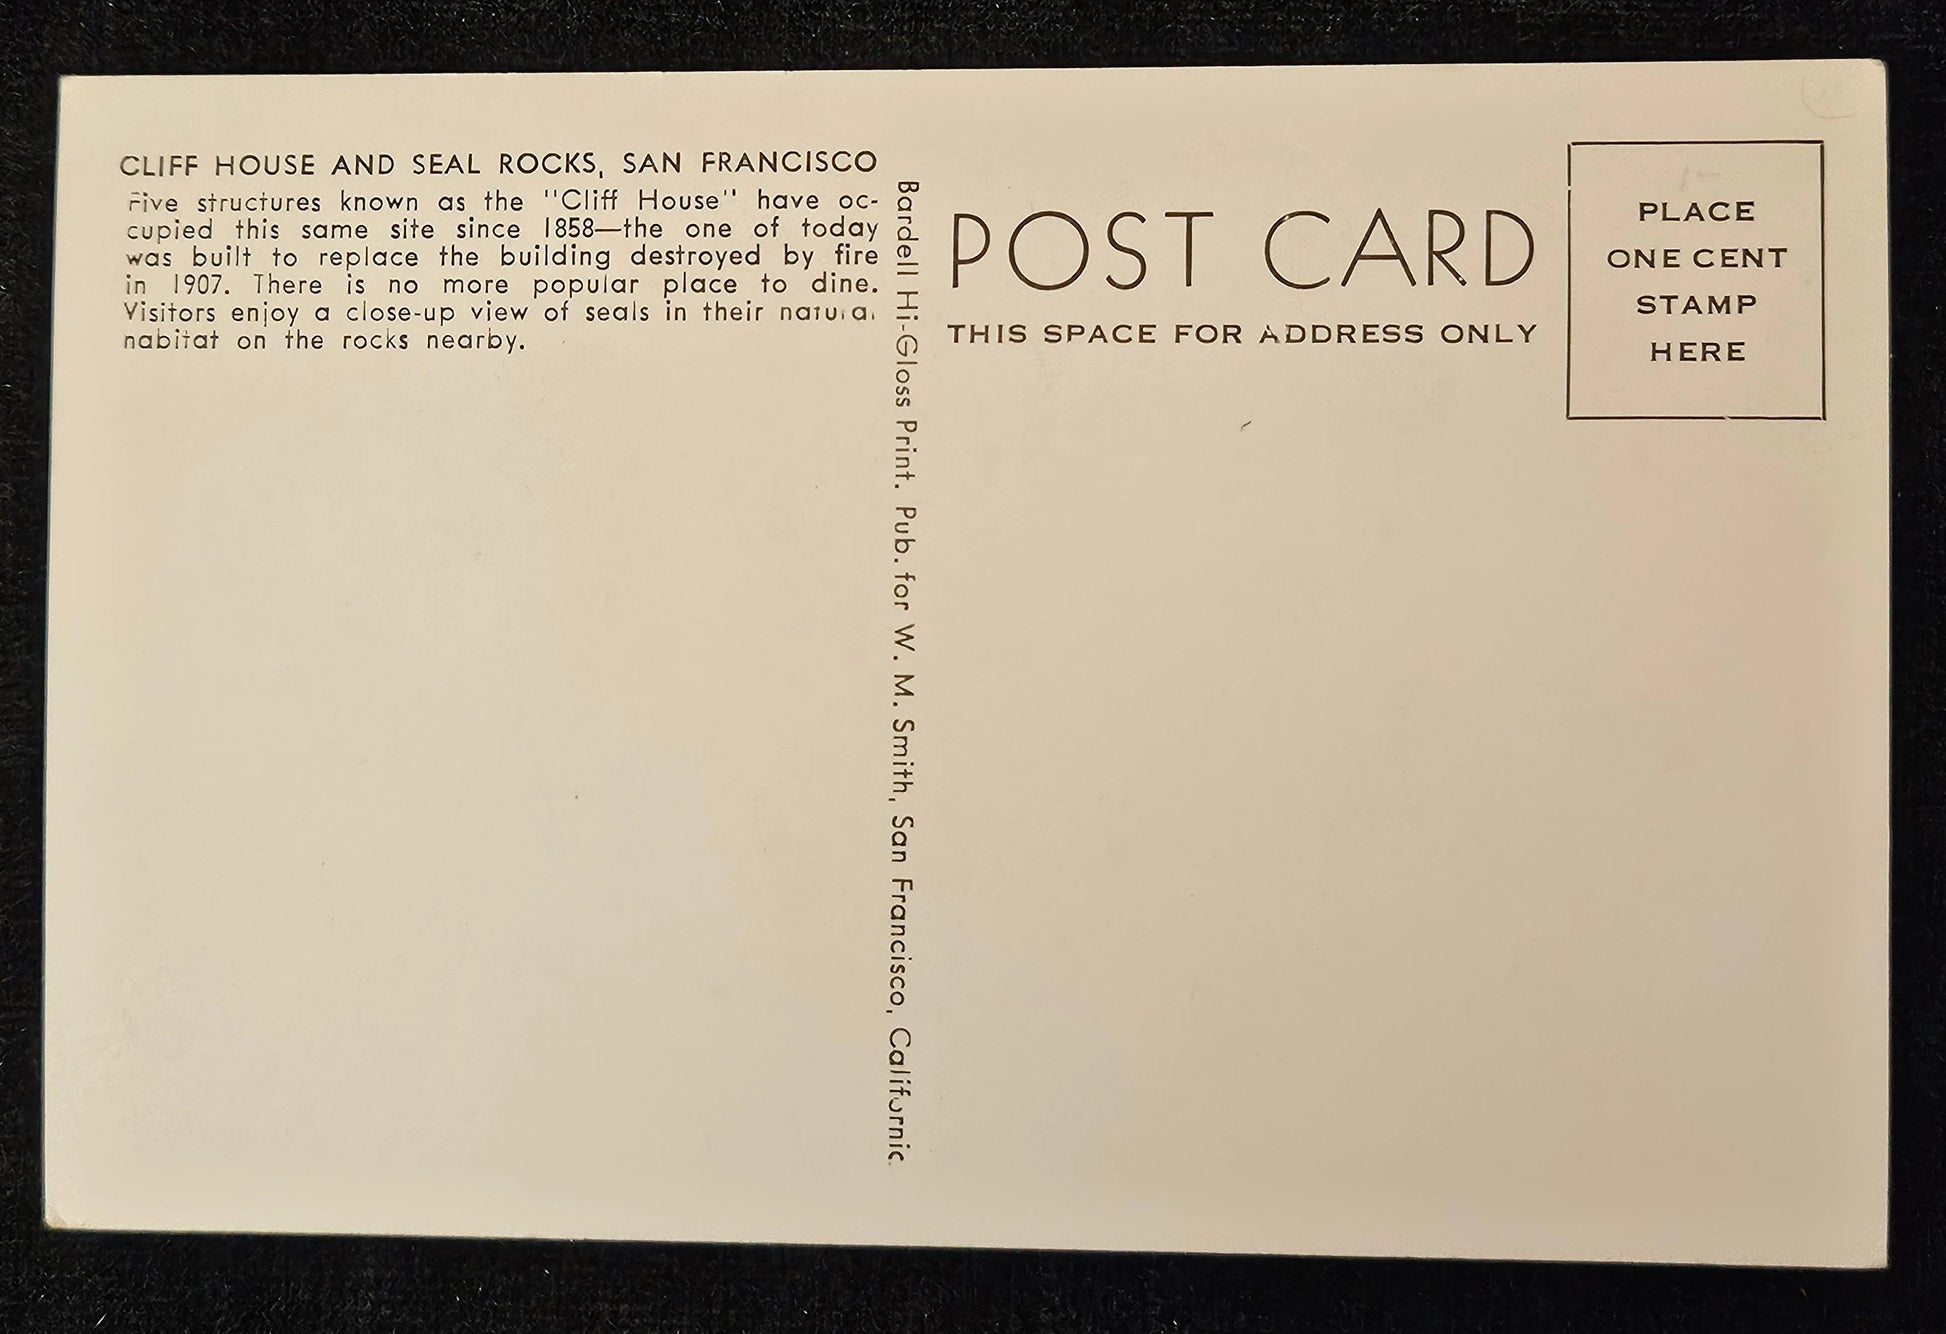 CLIFF HOUSE AND SEAL ROCKS, SAN FRANCISCO
Five structures known as the "Cliff House" have oc-
cupied this same site since 1858—the one of today
was built to replace the building destroyed by fire
in 1907. There is no more popular place to dine.
Visitors enjoy a close-up view of seals in their natural
habitat on the rocks nearby.
Bardell Hi-Gloss Print. Pub. for W. M. Smith, San Francisco, California
POST CARD
THIS SPACE FOR ADDRESS ONLY
PLACE
ONE CENT
STAMP
HERE